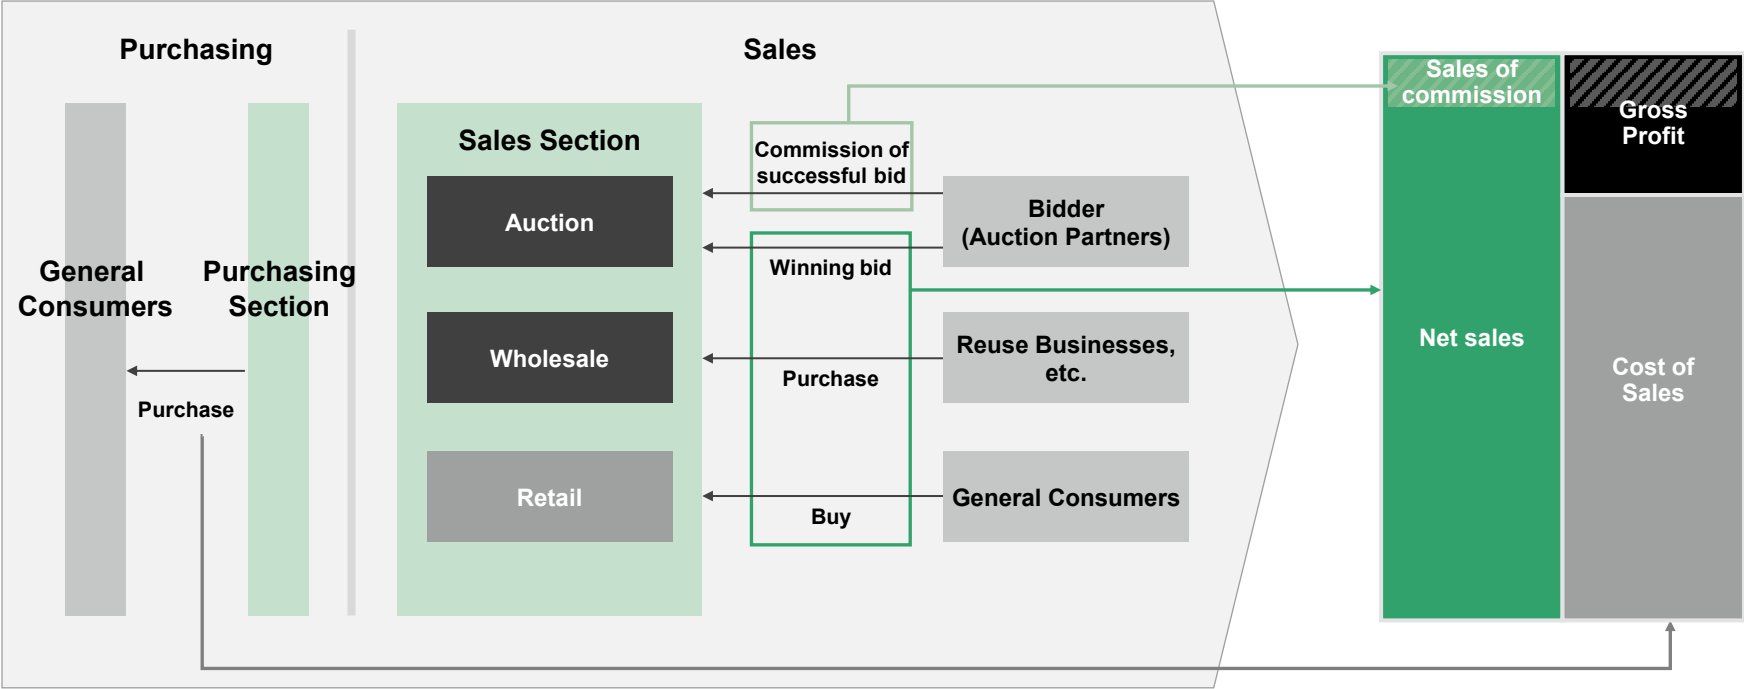 Purchasing
General
Consumers
Purchasing
Section
Purchase
Sales
Sales Section
Auction
Wholesale
Retail
Commission of
successful bid
Winning bid
Purchase
Buy
Bidder
(Auction Partners)
Reuse Businesses,
etc.
General Consumers
Sales of
commission
Net sales
Gross
Profit
Cost of
Sales